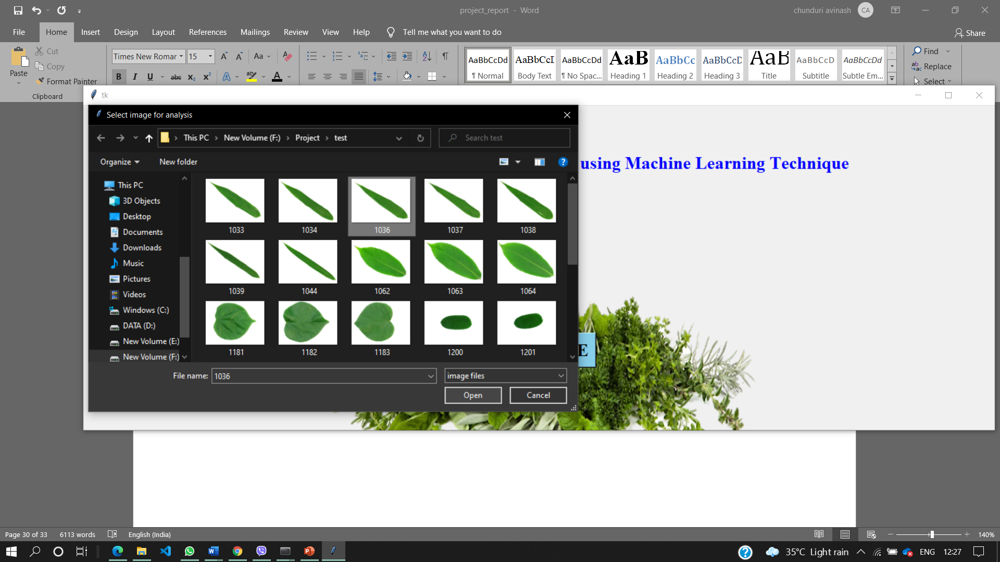 project_report - Word
chunduri avinash
CA
File
Home
Insert
Design
Layout
References
Mailings
Review
View
Help
Tell me what you want to do
Share
Paste
Cut
Copy
Format Painter
Clipboard
Times New Romar
15
Aa
B I U abc x₂ x²
AaBbCcDd
¶ Normal
AaBbCcI
Body Text
AaBbCcDd
¶ No Spac...
AaB
Heading 1
AaBbCc
Heading 2
AaBbCcD
Heading 3
AaB
Title
AaBbCcD
Subtitle
AaBbCcDd
Subtle Em...
Find
Replace
Select
tk
Select image for analysis
This PC › New Volume (F:) › Project › test
Search test
Organize
New folder
This PC
3D Objects
Desktop
Documents
Downloads
Music
Pictures
Videos
Windows (C:)
DATA (D:)
New Volume (E:)
New Volume (F:)
1033 1034 1036 1037 1038
1039 1044 1062 1063 1064
1181 1182 1183 1200 1201
File name: 1036
image files
Open
Cancel
using Machine Learning Technique
E
Page 30 of 33
6113 words
English (India)
140%
35°C Light rain
ENG
12:27